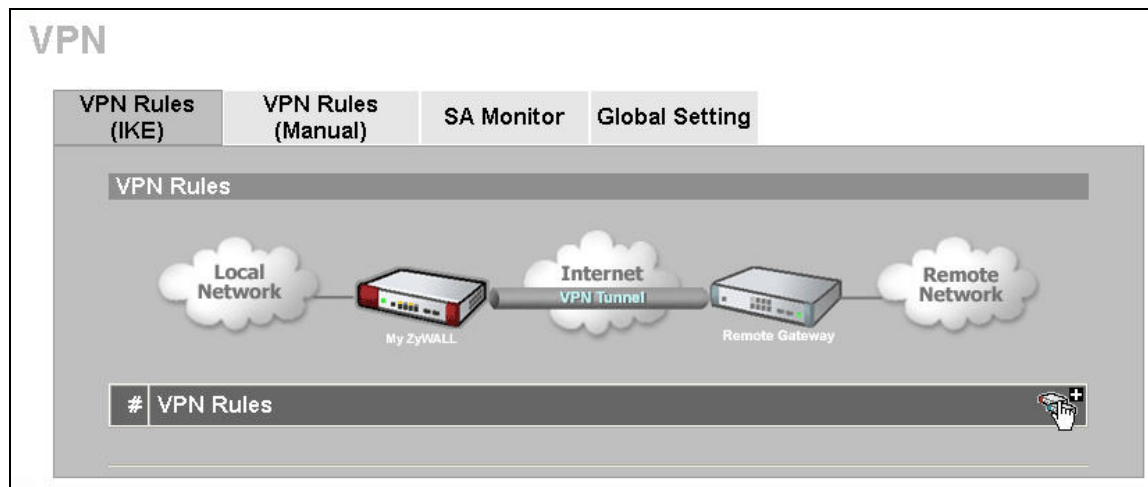 VPN
VPN Rules
(IKE)
VPN Rules
(Manual)
SA Monitor
Global Setting
VPN Rules
Local
Network
My ZyWALL
Internet
VPN Tunnel
Remote Gateway
Remote
Network
# VPN Rules